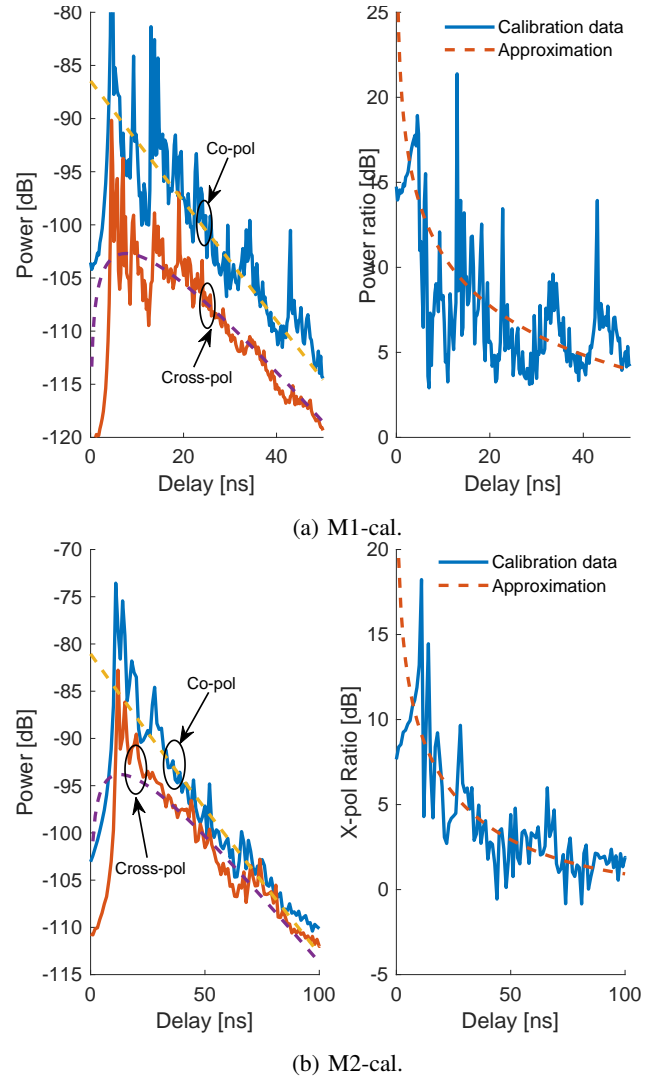 -80
-85
-90
-95
-100
-105
-110
-115
-120
Power [dB]
Co-pol
Cross-pol
0
20
40
Delay [ns]
25
20
15
10
5
0
Power ratio [dB]
Calibration data
Approximation
0
20
40
Delay [ns]
(a) M1-cal.
-70
-75
-80
-85
-90
-95
-100
-105
-110
-115
Power [dB]
Co-pol
Cross-pol
0
50
100
Delay [ns]
20
15
10
5
0
-5
X-pol Ratio [dB]
Calibration data
Approximation
0
50
100
Delay [ns]
(b) M2-cal.